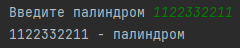 Введите палиндром 1122332211
1122332211 - палиндром